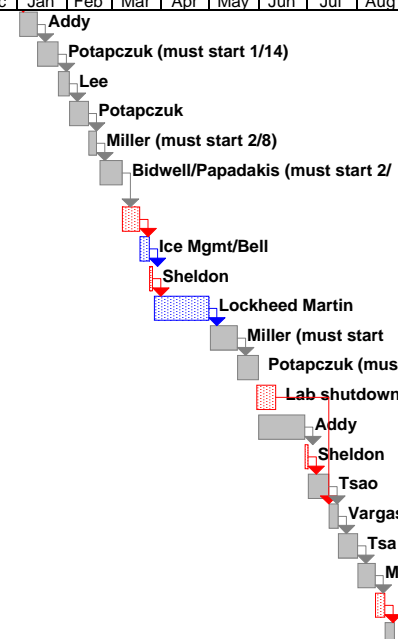 c Jan Feb Mar Apr May Jun Jul Aug
Addy
Potapczuk (must start 1/14)
Lee
Potapczuk
Miller (must start 2/8)
Bidwell/Papadakis (must start 2/
Ice Mgmt/Bell
Sheldon
Lockheed Martin
Miller (must start
Potapczuk (mus
Lab shutdown
Addy
Sheldon
Tsao
Vargas
Tsa
M